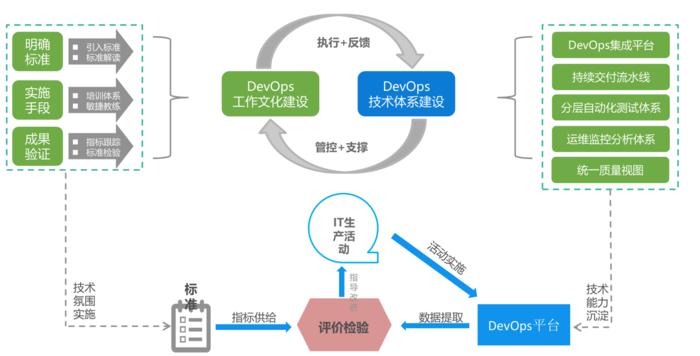 明确
标准
引入标准
标准解读
实施
手段
培训体系
敏捷教练
成果
验证
指标跟踪
标准检验
执行+反馈
DevOps
工作文化建设
DevOps
技术体系建设
管控+支撑
DevOps集成平台
持续交付流水线
分层自动化测试体系
运维监控分析体系
统一质量视图
IT生
产活
动
活动实施
指
导
改
进
技术
氛围
实施
标
准
指标供给
评价检验
数据提取
DevOps平台
技术
能力
沉淀